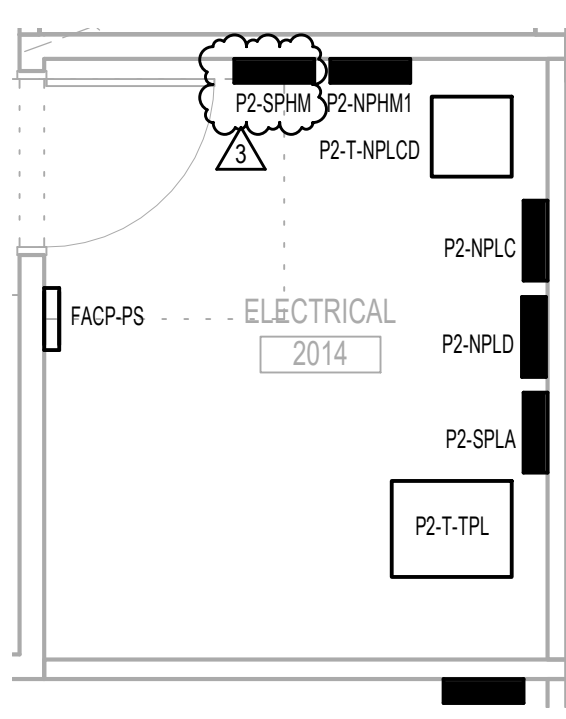 P2-SPHM
P2-NPHM1
3
P2-T-NPLCD
P2-NPLC
FACP-PS
ELECTRICAL
2014
P2-NPLD
P2-SPLA
P2-T-TPL